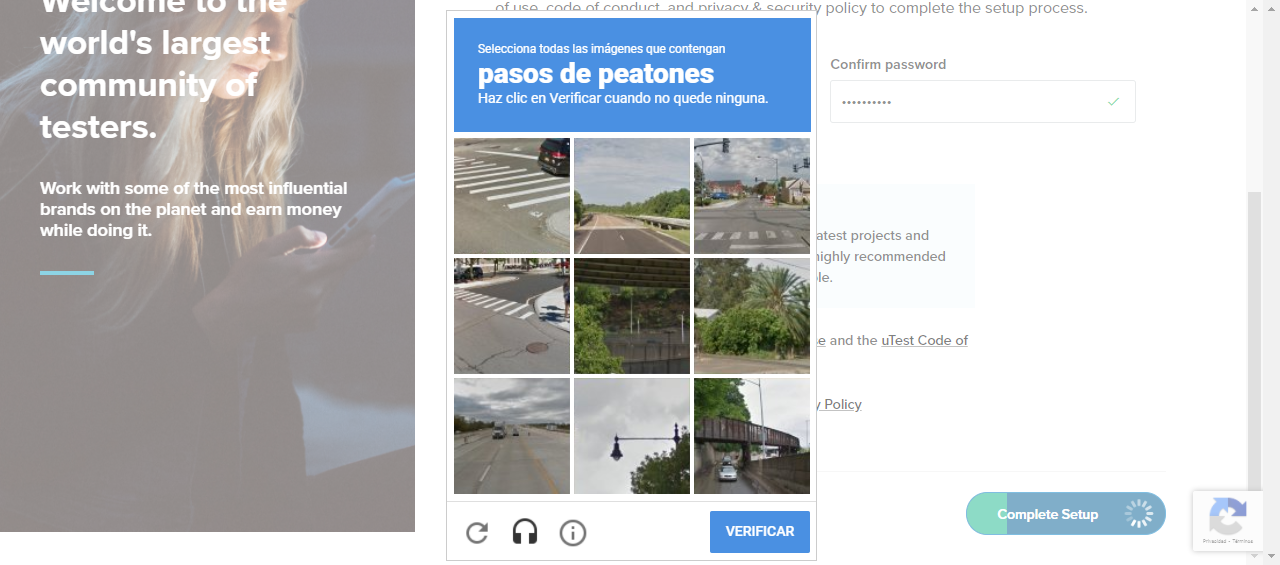 Welcome to the
world's largest
community of
testers.
Work with some of the most influential
brands on the planet and earn money
while doing it.
of use, code of conduct, and privacy & security policy to complete the setup process.
Selecciona todas las imágenes que contengan
pasos de peatones
Haz clic en Verificar cuando no quede ninguna.
VERIFICAR
Confirm password
atest projects and
highly recommended
and the uTest Code of
Policy
Complete Setup
Privacidad - Términos